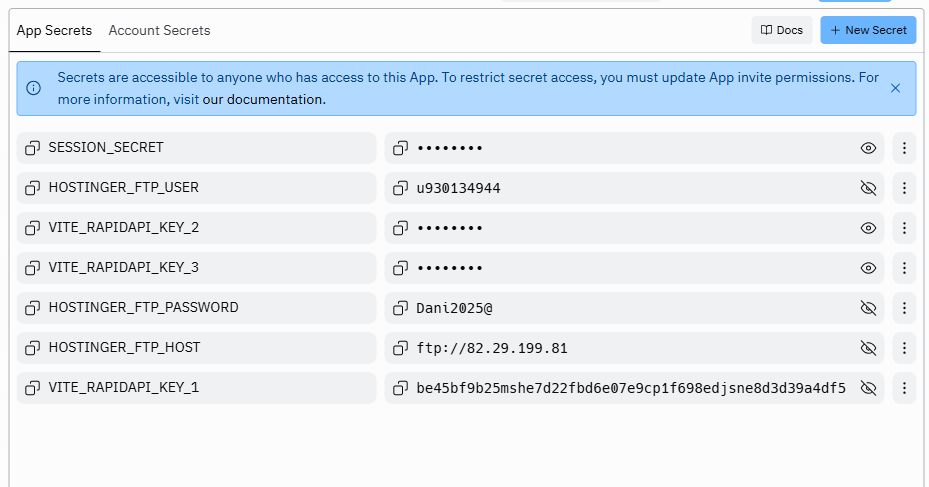 App Secrets Account Secrets Docs + New Secret
Secrets are accessible to anyone who has access to this App. To restrict secret access, you must update App invite permissions. For
more information, visit our documentation.
SESSION_SECRET ••••••••
HOSTINGER_FTP_USER u930134944
VITE_RAPIDAPI_KEY_2 ••••••••
VITE_RAPIDAPI_KEY_3 ••••••••
HOSTINGER_FTP_PASSWORD Dani2025@
HOSTINGER_FTP_HOST ftp://82.29.199.81
VITE_RAPIDAPI_KEY_1 be45bf9b25mshe7d22fbd6e07e9cp1f698edjsne8d3d39a4df5